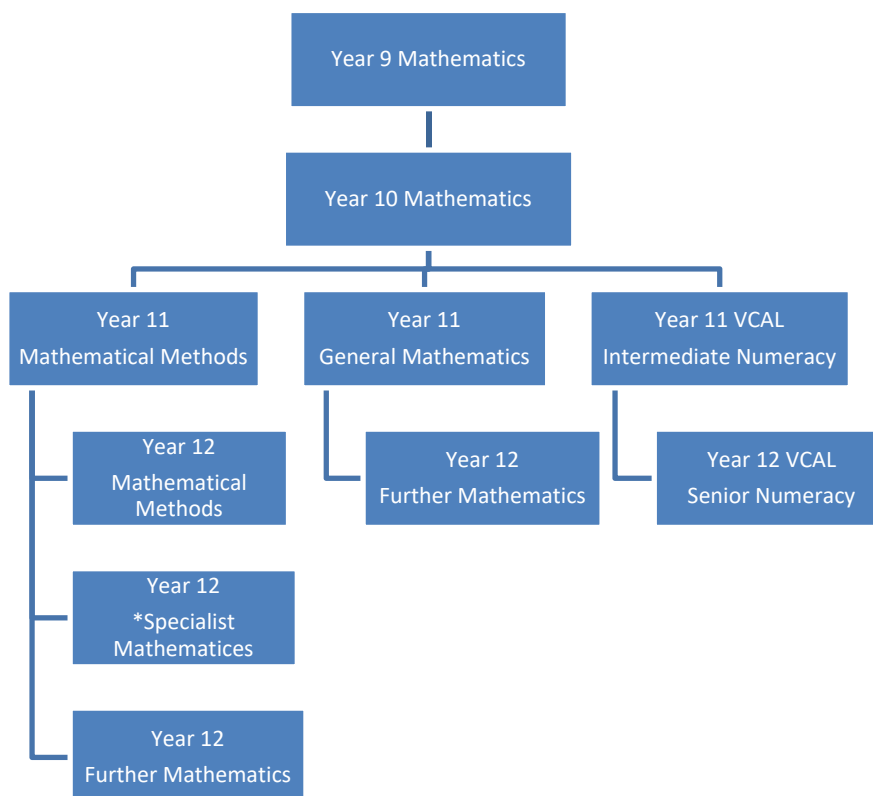 Year 9 Mathematics
Year 10 Mathematics
Year 11
Mathematical Methods
Year 11
General Mathematics
Year 11 VCAL
Intermediate Numeracy
Year 12
Mathematical
Methods
Year 12
Further Mathematics
Year 12 VCAL
Senior Numeracy
Year 12
*Specialist
Mathematices
Year 12
Further Mathematics